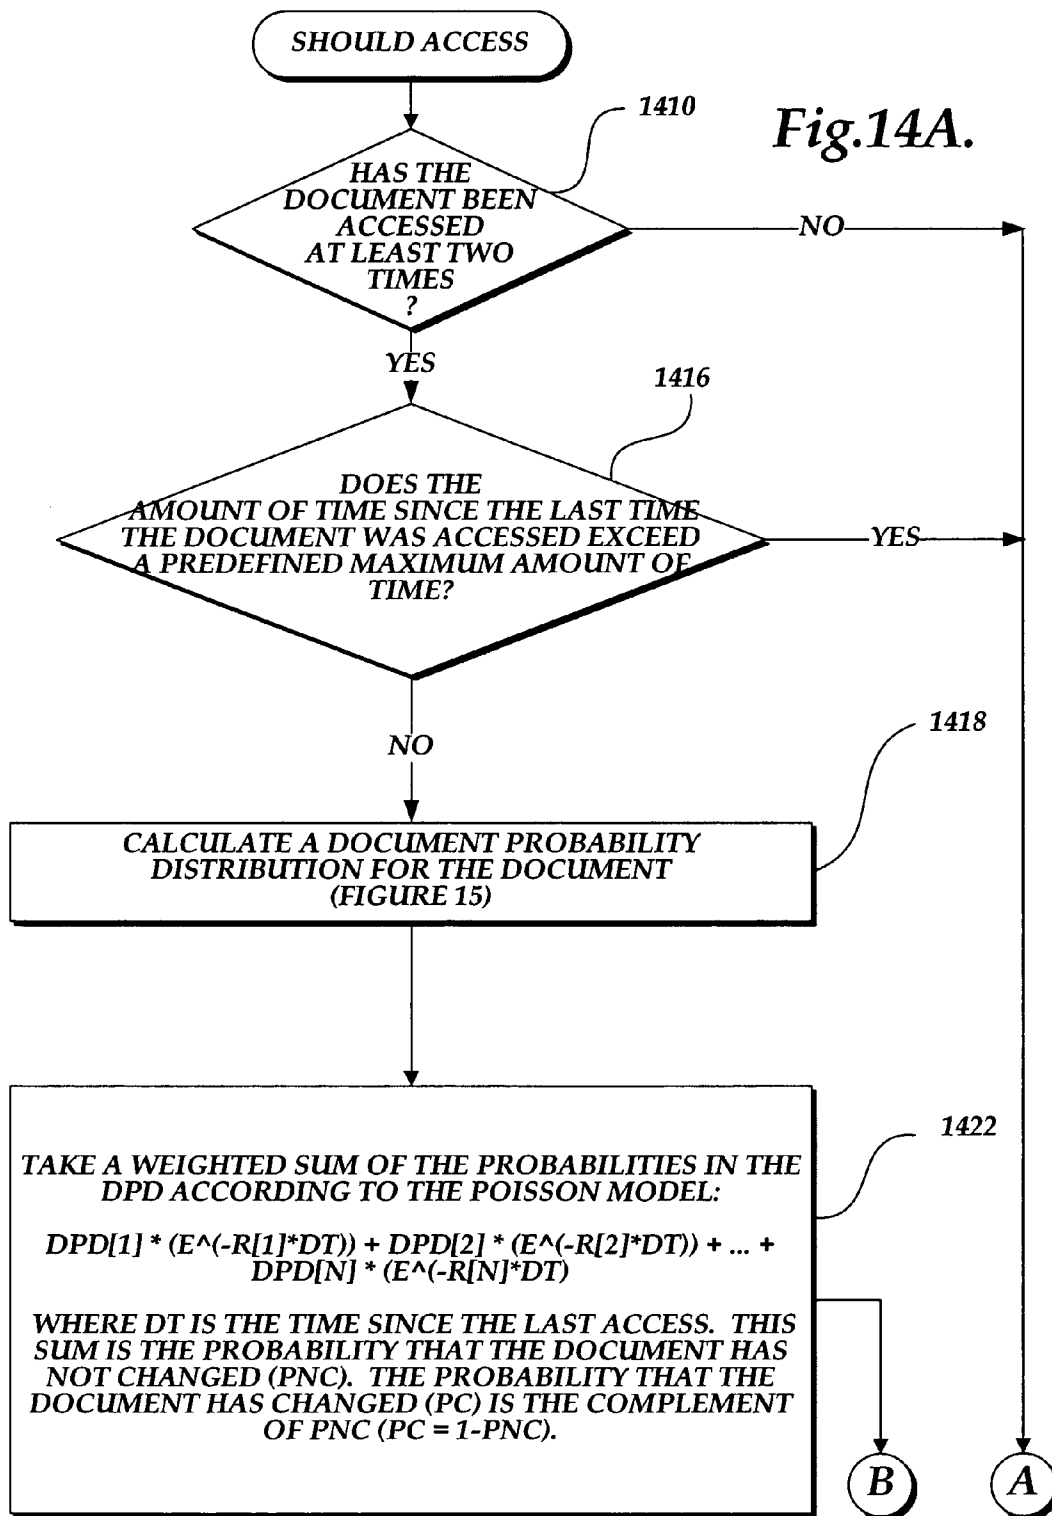 SHOULD ACCESS
1410
Fig.14A.
HAS THE
DOCUMENT BEEN
ACCESSED
AT LEAST TWO
TIMES
?
NO
YES
1416
DOES THE
AMOUNT OF TIME SINCE THE LAST TIME
THE DOCUMENT WAS ACCESSED EXCEED
A PREDEFINED MAXIMUM AMOUNT OF
TIME?
YES
NO
1418
CALCULATE A DOCUMENT PROBABILITY
DISTRIBUTION FOR THE DOCUMENT
(FIGURE 15)
1422
TAKE A WEIGHTED SUM OF THE PROBABILITIES IN THE
DPD ACCORDING TO THE POISSON MODEL:
DPD[1] * (E^(-R[1]*DT)) + DPD[2] * (E^(-R[2]*DT)) + ... +
DPD[N] * (E^(-R[N]*DT)
WHERE DT IS THE TIME SINCE THE LAST ACCESS. THIS
SUM IS THE PROBABILITY THAT THE DOCUMENT HAS
NOT CHANGED (PNC). THE PROBABILITY THAT THE
DOCUMENT HAS CHANGED (PC) IS THE COMPLEMENT
OF PNC (PC = 1-PNC).
B
A